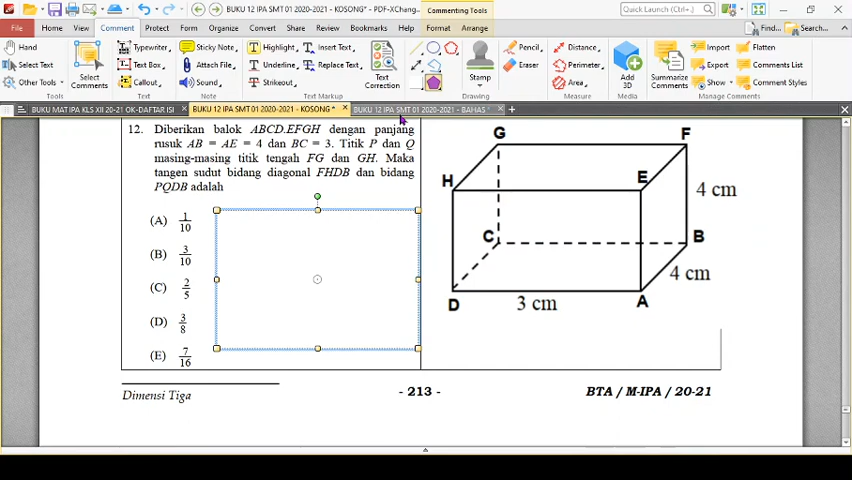 Commenting Tools
BUKU 12 IPA SMT 01 2020-2021 - KOSONG* - PDF-XChang...
Quick Launch (Ctrl+.)
File Home View Comment Protect Form Organize Convert Share Review Bookmarks Help Format Arrange
Find...
Search...
Hand
Select Text
Other Tools
Tools
Select Comments
Typewriter
Text Box
Callout
Sticky Note
Attach File
Sound
Highlight
Underline
Strikeout
Insert Text
Replace Text
Text Correction
Text Markup
Drawing
Pencil
Eraser
Stamp
Distance
Perimeter
Area
Measure
Add 3D
Summarize Comments
Import
Export
Show
Flatten
Comments List
Comment Styles
Manage Comments
BUKU MAT IPA KLS XII 20-21 OK-DAFTAR ISI
BUKU 12 IPA SMT 01 2020-2021 - KOSONG *
BUKU 12 IPA SMT 01 2020-2021 - BAHAS *
12. Diberikan balok ABCD.EFGH dengan panjang
rusuk AB = AE = 4 dan BC = 3. Titik P dan Q
masing-masing titik tengah FG dan GH. Maka
tangen sudut bidang diagonal FHDB dan bidang
PQDB adalah
(A) 1/10
(B) 3/10
(C) 2/5
(D) 3/8
(E) 7/16
G F
H E
4 cm
C B
4 cm
D 3 cm A
Dimensi Tiga
- 213 -
BTA / M-IPA / 20-21